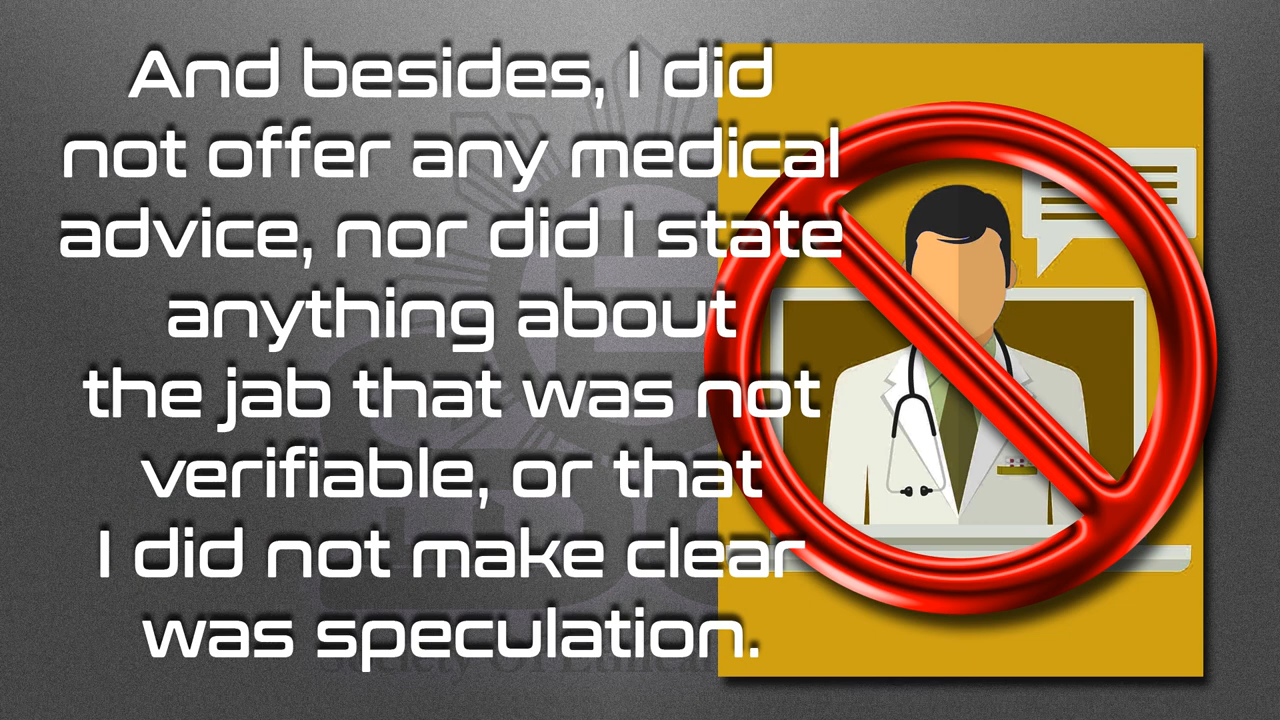 And besides, I did
not offer any medical
advice, nor did I state
anything about
the jab that was not
verifiable, or that
I did not make clear
was speculation.